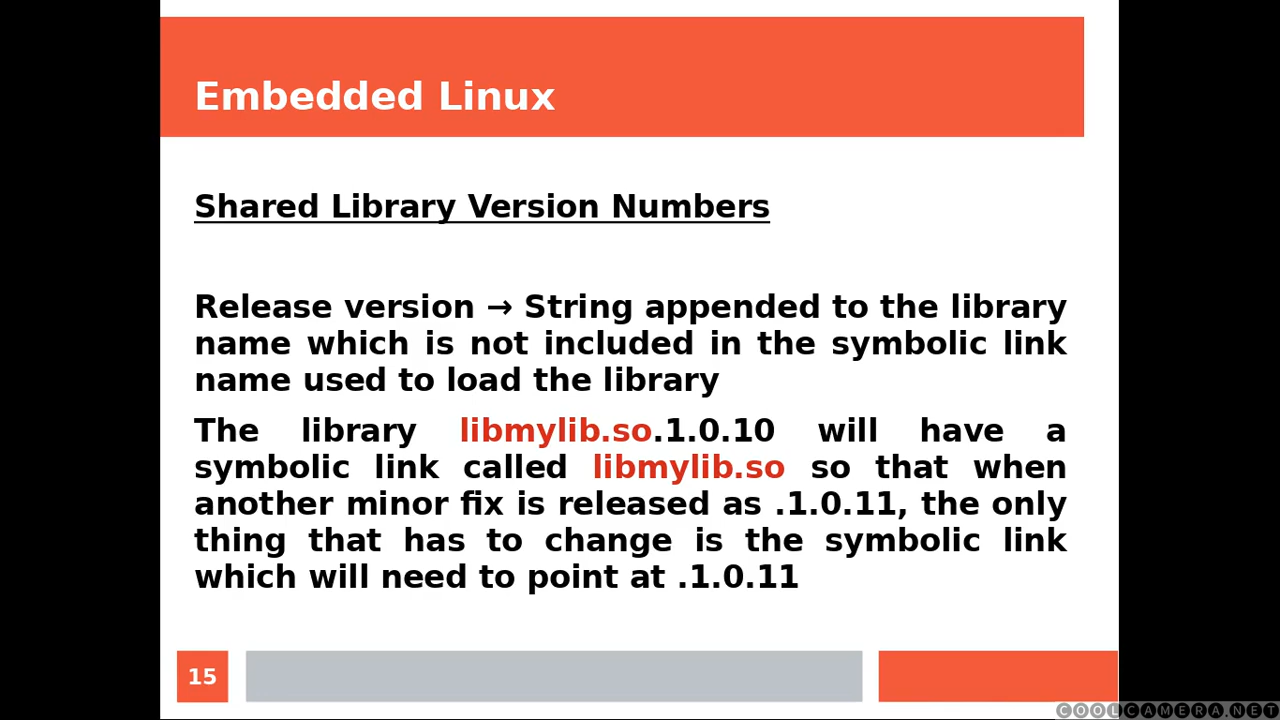 Embedded Linux
Shared Library Version Numbers
Release version → String appended to the library
name which is not included in the symbolic link
name used to load the library
The library libmylib.so.1.0.10 will have a
symbolic link called libmylib.so so that when
another minor fix is released as .1.0.11, the only
thing that has to change is the symbolic link
which will need to point at .1.0.11
15
COOLCAMERA.NET